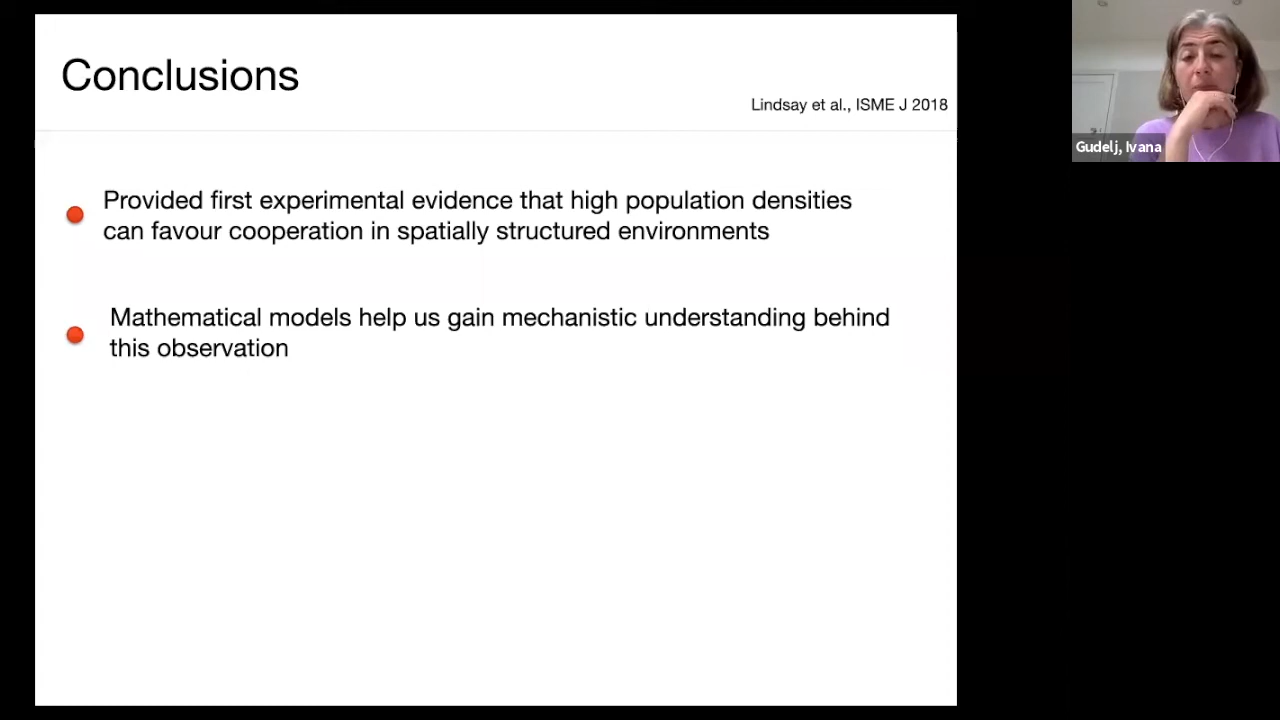 Conclusions
Lindsay et al., ISME J 2018
Provided first experimental evidence that high population densities
can favour cooperation in spatially structured environments
Mathematical models help us gain mechanistic understanding behind
this observation
Gudelj, Ivana